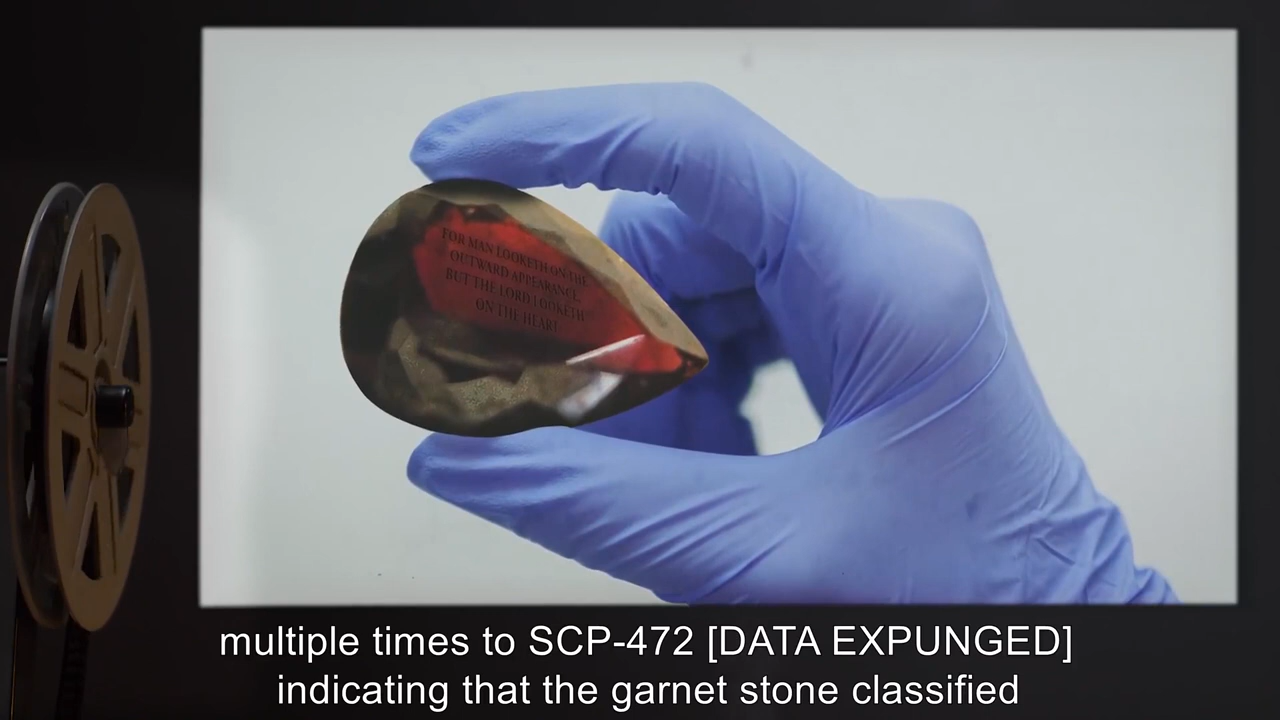 FOR MAN LOOKETH ON THE
OUTWARD APPEARANCE,
BUT THE LORD LOOKETH
ON THE HEART
multiple times to SCP-472 [DATA EXPUNGED]
indicating that the garnet stone classified